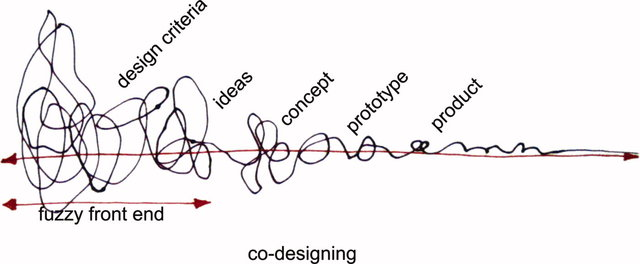 design criteria
ideas
concept
prototype
product
fuzzy front end
co-designing